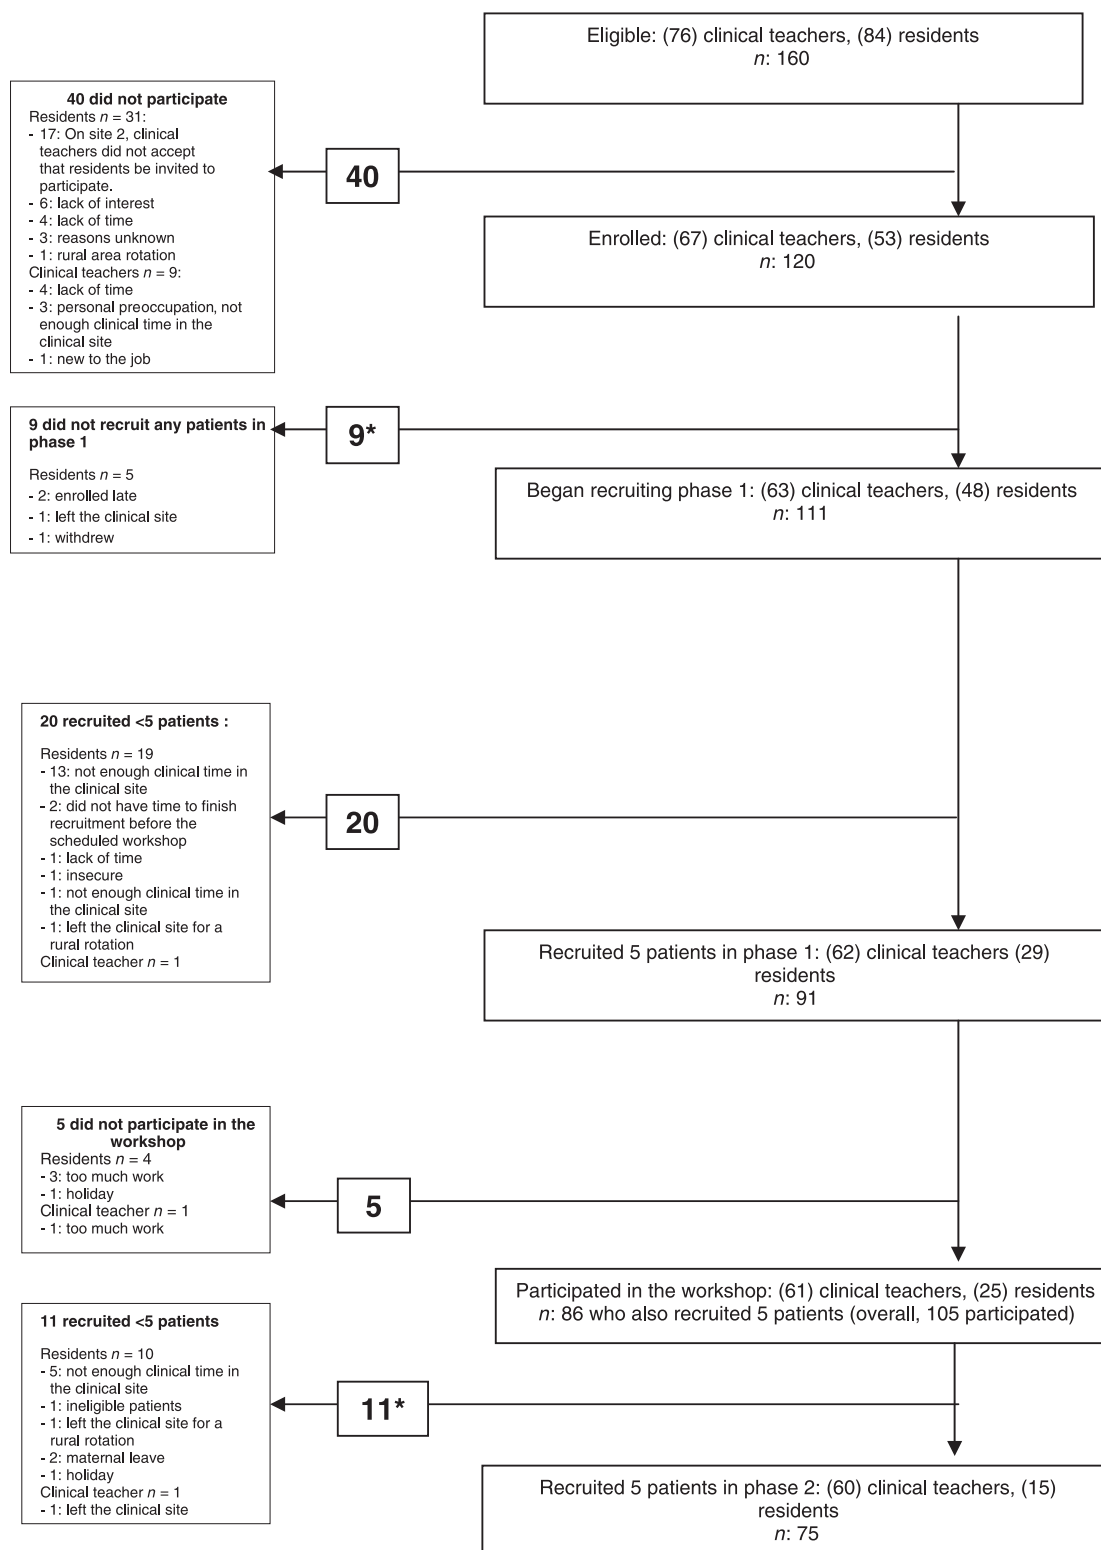 Eligible: (76) clinical teachers, (84) residents
n: 160
40 did not participate
Residents n = 31:
- 17: On site 2, clinical
teachers did not accept
that residents be invited to
participate.
- 6: lack of interest
- 4: lack of time
- 3: reasons unknown
- 1: rural area rotation
Clinical teachers n = 9:
- 4: lack of time
- 3: personal preoccupation, not
enough clinical time in the
clinical site
- 1: new to the job
40
Enrolled: (67) clinical teachers, (53) residents
n: 120
9 did not recruit any patients in
phase 1
Residents n = 5
- 2: enrolled late
- 1: left the clinical site
- 1: withdrew
9*
Began recruiting phase 1: (63) clinical teachers, (48) residents
n: 111
20 recruited <5 patients :
Residents n = 19
- 13: not enough clinical time in
the clinical site
- 2: did not have time to finish
recruitment before the
scheduled workshop
- 1: lack of time
- 1: insecure
- 1: not enough clinical time in
the clinical site
- 1: left the clinical site for a
rural rotation
Clinical teacher n = 1
20
Recruited 5 patients in phase 1: (62) clinical teachers (29)
residents
n: 91
5 did not participate in the
workshop
Residents n = 4
- 3: too much work
- 1: holiday
Clinical teacher n = 1
- 1: too much work
5
Participated in the workshop: (61) clinical teachers, (25) residents
n: 86 who also recruited 5 patients (overall, 105 participated)
11 recruited <5 patients
Residents n = 10
- 5: not enough clinical time in
the clinical site
- 1: ineligible patients
- 1: left the clinical site for a
rural rotation
- 2: maternal leave
- 1: holiday
Clinical teacher n = 1
- 1: left the clinical site
11*
Recruited 5 patients in phase 2: (60) clinical teachers, (15)
residents
n: 75